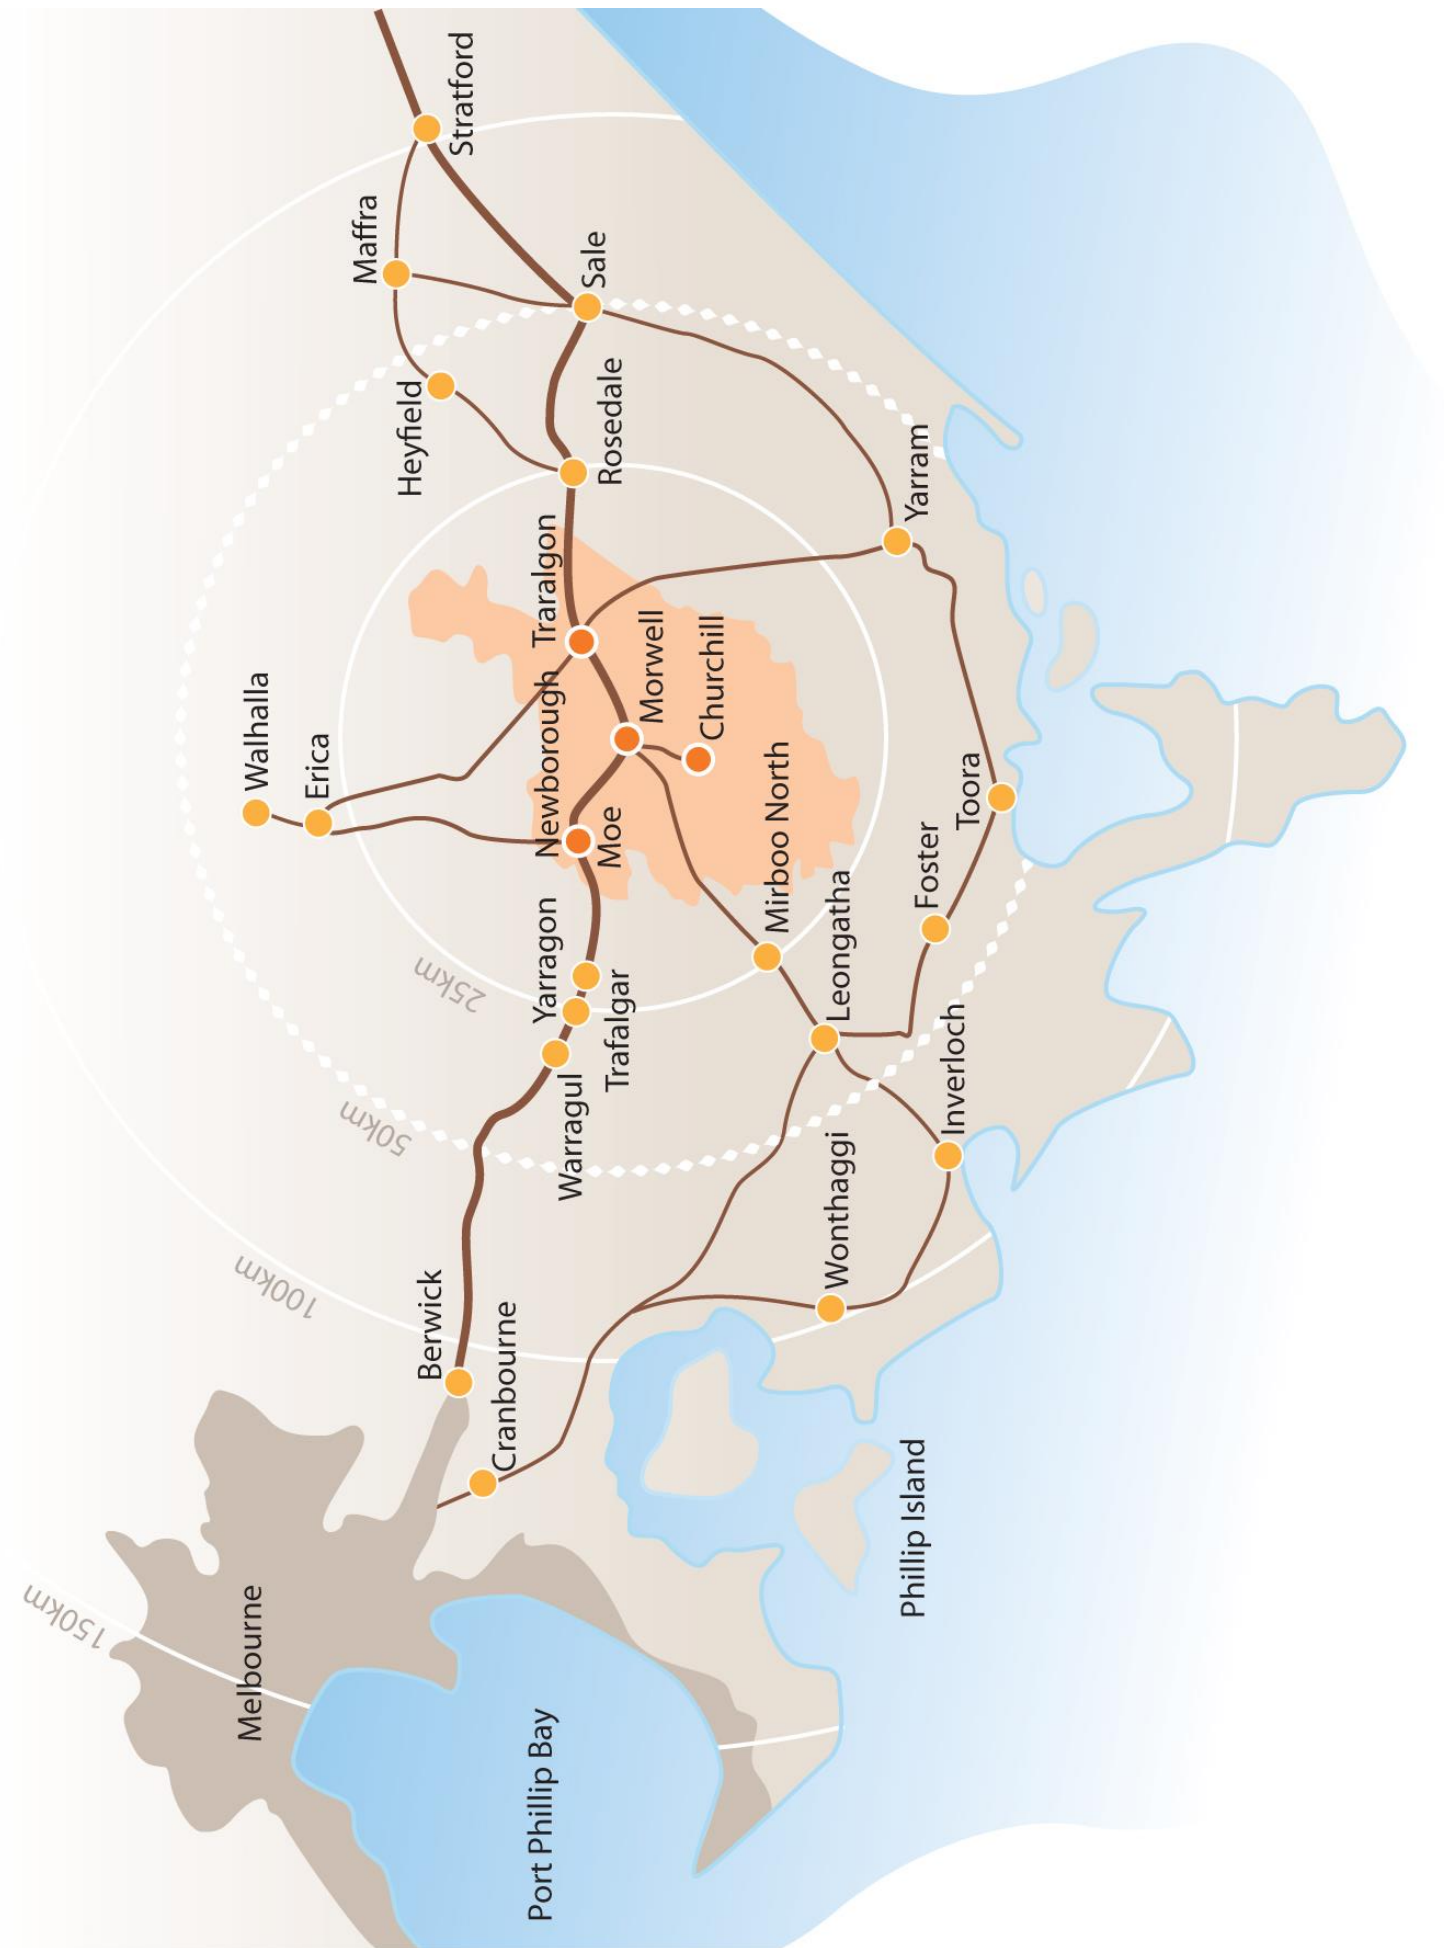 Melbourne
Port Phillip Bay
Phillip Island
150km
100km
50km
25km
Berwick
Cranbourne
Wonthaggi
Inverloch
Warragul
Yarragon
Trafalgar
Leongatha
Mirboo North
Foster
Toora
Walhalla
Erica
Newborough
Moe
Morwell
Churchill
Traralgon
Yarram
Rosedale
Heyfield
Sale
Maffra
Stratford